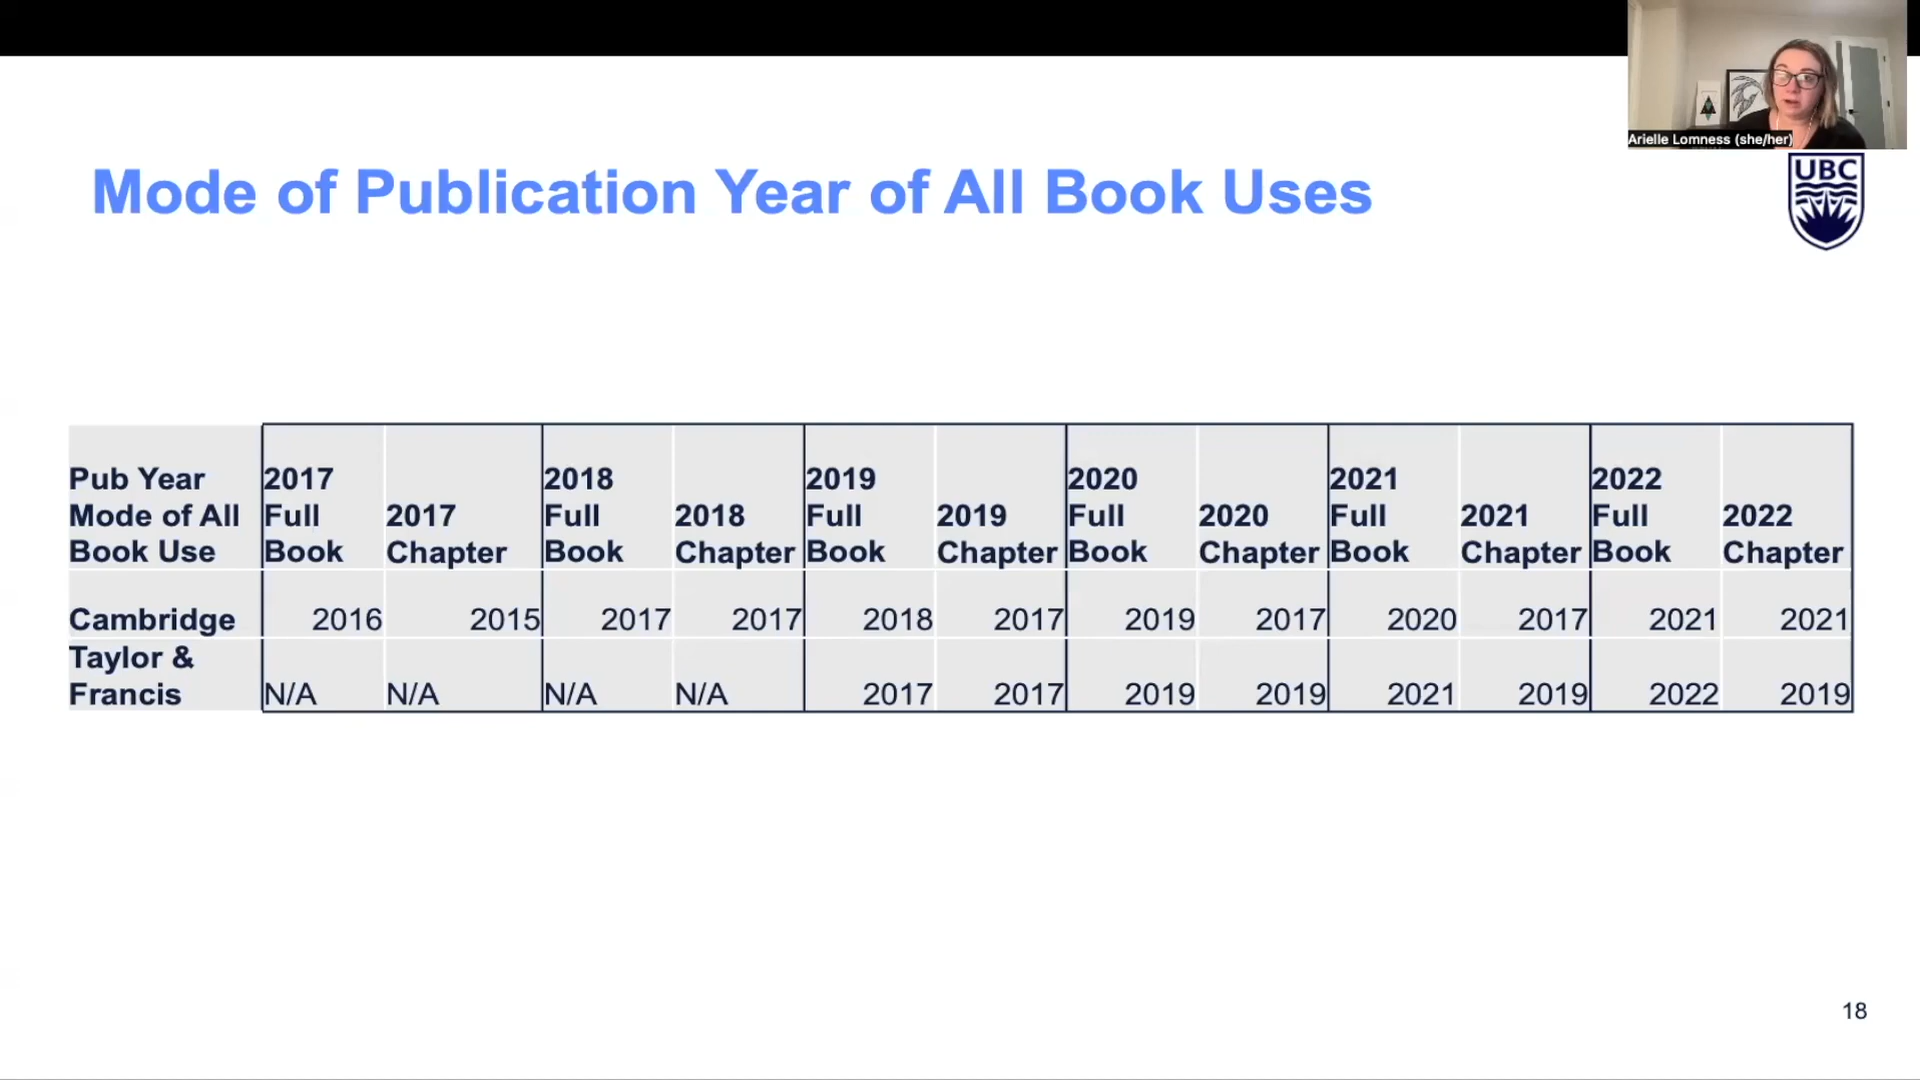 Arielle Lomness (she/her)
UBC
Mode of Publication Year of All Book Uses
Pub Year Mode of All Book Use
2017 Full Book
2017 Chapter
2018 Full Book
2018 Chapter
2019 Full Book
2019 Chapter
2020 Full Book
2020 Chapter
2021 Full Book
2021 Chapter
2022 Full Book
2022 Chapter
Cambridge 2016 2015 2017 2017 2018 2017 2019 2017 2020 2017 2021 2021
Taylor & Francis N/A N/A N/A N/A 2017 2017 2019 2019 2021 2019 2022 2019
18